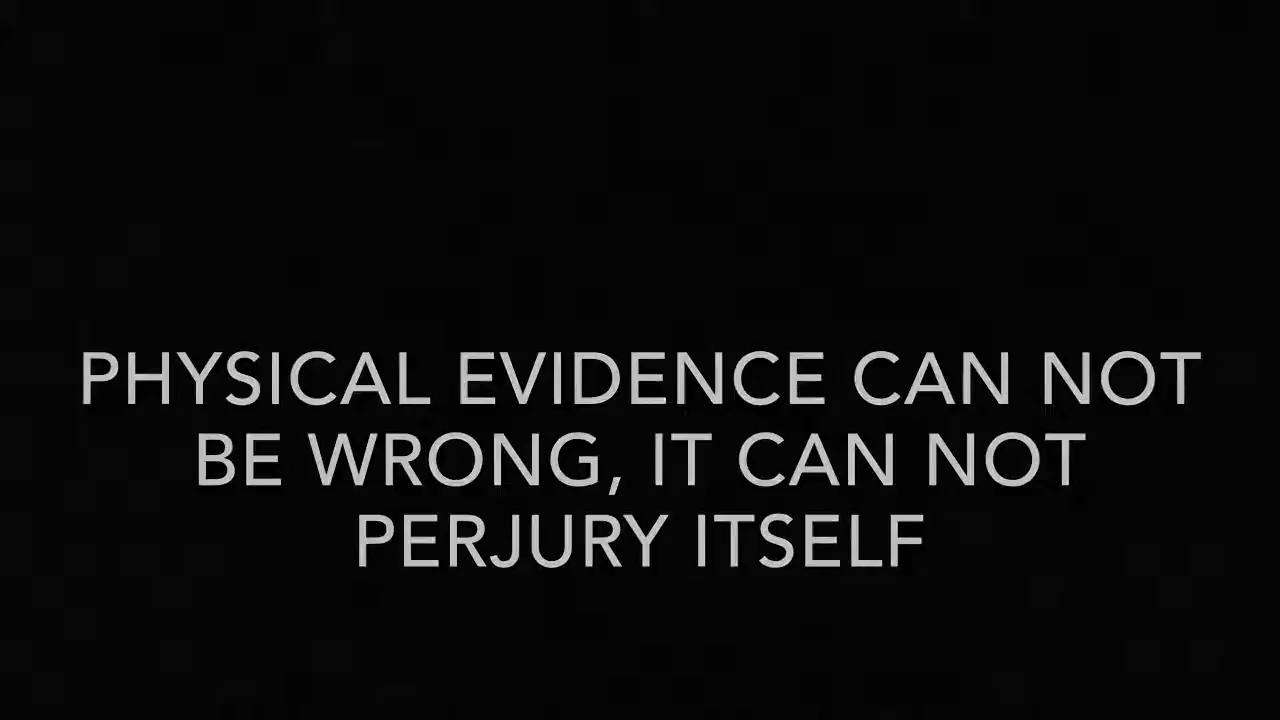 PHYSICAL EVIDENCE CAN NOT
BE WRONG, IT CAN NOT
PERJURY ITSELF